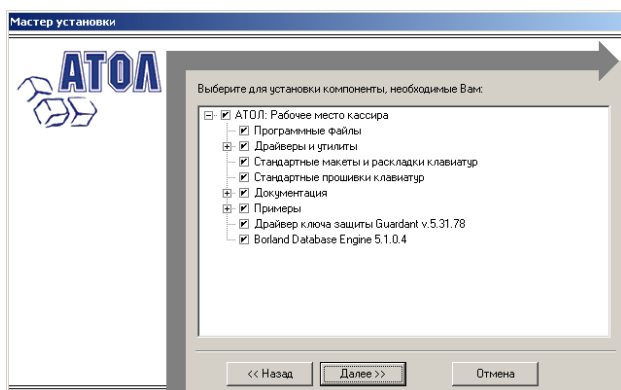 Мастер установки
АТОЛ
Выберите для установки компоненты, необходимые Вам:
АТОЛ: Рабочее место кассира
Программные файлы
Драйверы и утилиты
Стандартные макеты и раскладки клавиатур
Стандартные прошивки клавиатур
Документация
Примеры
Драйвер ключа защиты Guardant v.5.31.78
Borland Database Engine 5.1.0.4
<< Назад
Далее >>
Отмена